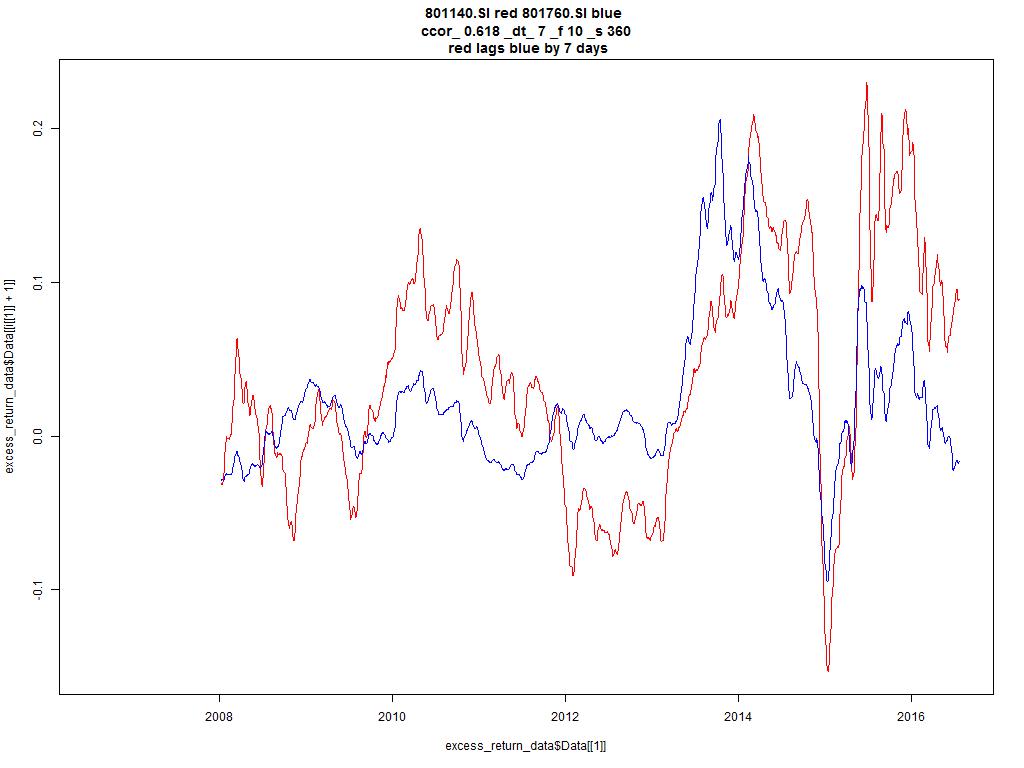 801140.SI red 801760.SI blue
ccor_ 0.618 _dt_ 7 _f 10 _s 360
red lags blue by 7 days
0.2
0.1
0.0
-0.1
excess_return_data$Data[[i[1]] + 1]]
2008 2010 2012 2014 2016
excess_return_data$Data[[1]]